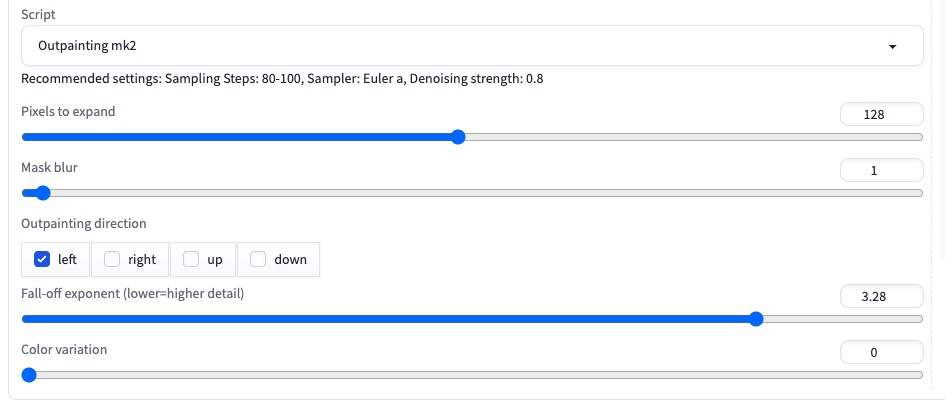 Script
Outpainting mk2
Recommended settings: Sampling Steps: 80-100, Sampler: Euler a, Denoising strength: 0.8
Pixels to expand
128
Mask blur
1
Outpainting direction
left right up down
Fall-off exponent (lower=higher detail)
3.28
Color variation
0